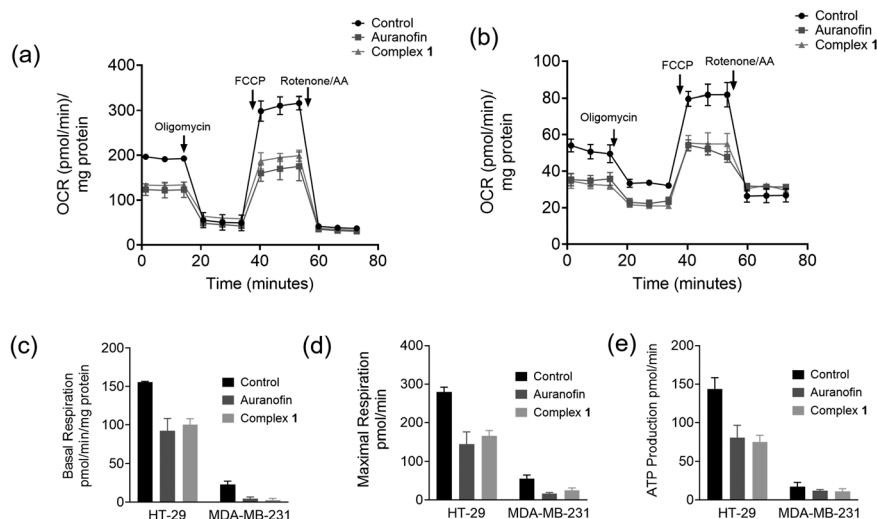 (a)
Control
Auranofin
Complex 1
FCCP
Rotenone/AA
Oligomycin
OCR (pmol/min)/
mg protein
400
300
200
100
0
0 20 40 60 80
Time (minutes)
(b)
Control
Auranofin
Complex 1
FCCP
Rotenone/AA
Oligomycin
OCR (pmol/min)/
mg protein
100
80
60
40
20
0
0 20 40 60 80
Time (minutes)
(c)
Basal Respiration
pmol/min/mg protein
200
150
100
50
0
Control
Auranofin
Complex 1
HT-29 MDA-MB-231
(d)
Maximal Respiration
pmol/min
400
300
200
100
0
Control
Auranofin
Complex 1
HT-29 MDA-MB-231
(e)
ATP Production pmol/min
200
150
100
50
0
Control
Auranofin
Complex 1
HT-29 MDA-MB-231